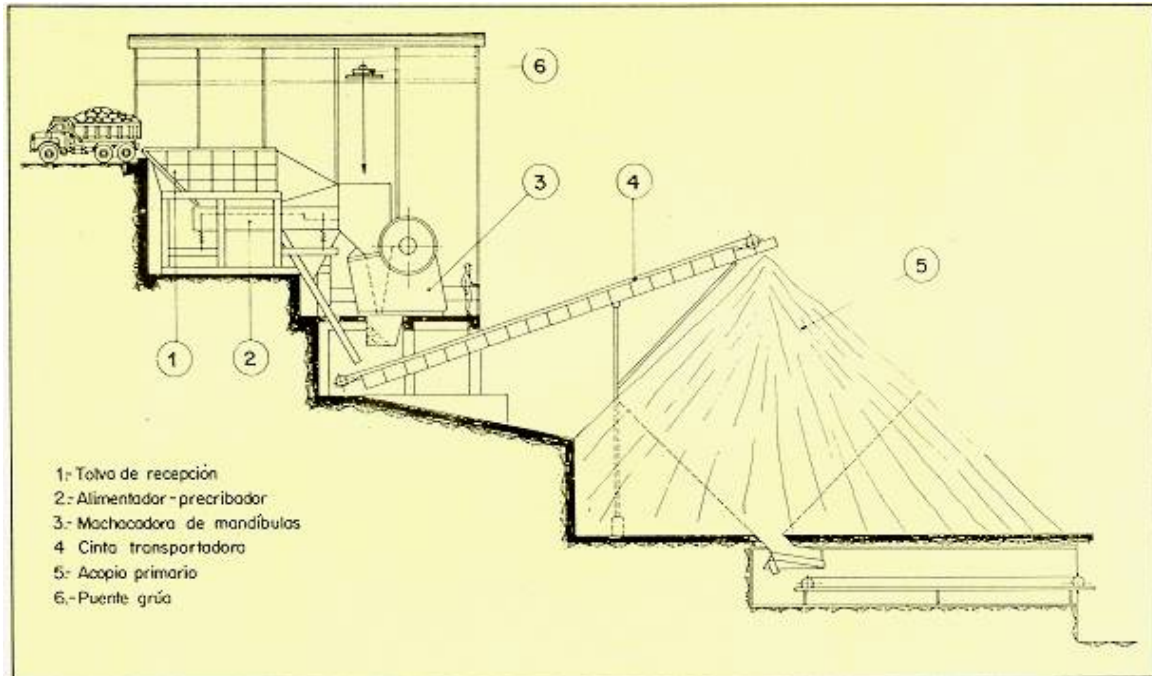 6
3
4
5
1
2
1.- Tolva de recepción
2.- Alimentador-precribador
3.- Machacadora de mandíbulas
4 Cinta transportadora
5.- Acopio primario
6.- Puente grúa